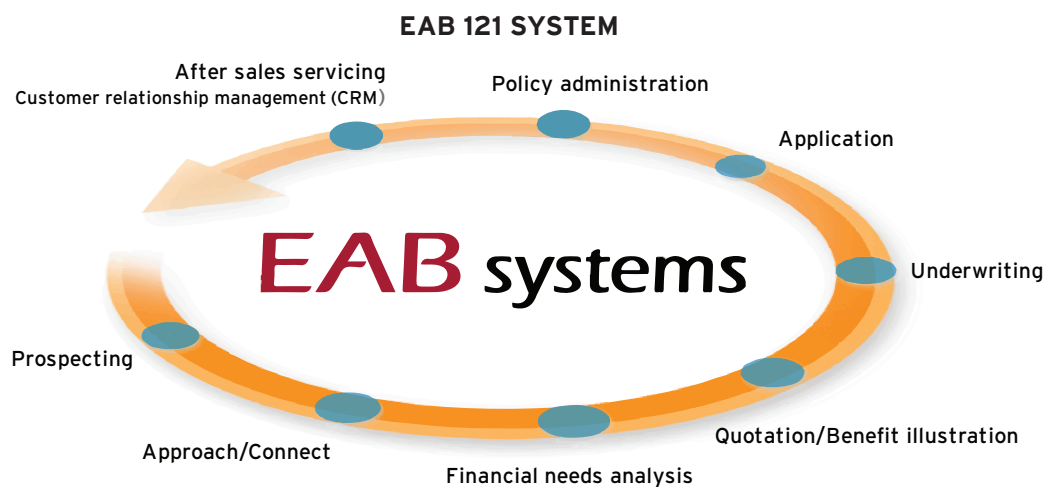 EAB 121 SYSTEM
After sales servicing
Customer relationship management (CRM)
Policy administration
Application
EAB systems
Underwriting
Prospecting
Quotation/Benefit illustration
Approach/Connect
Financial needs analysis